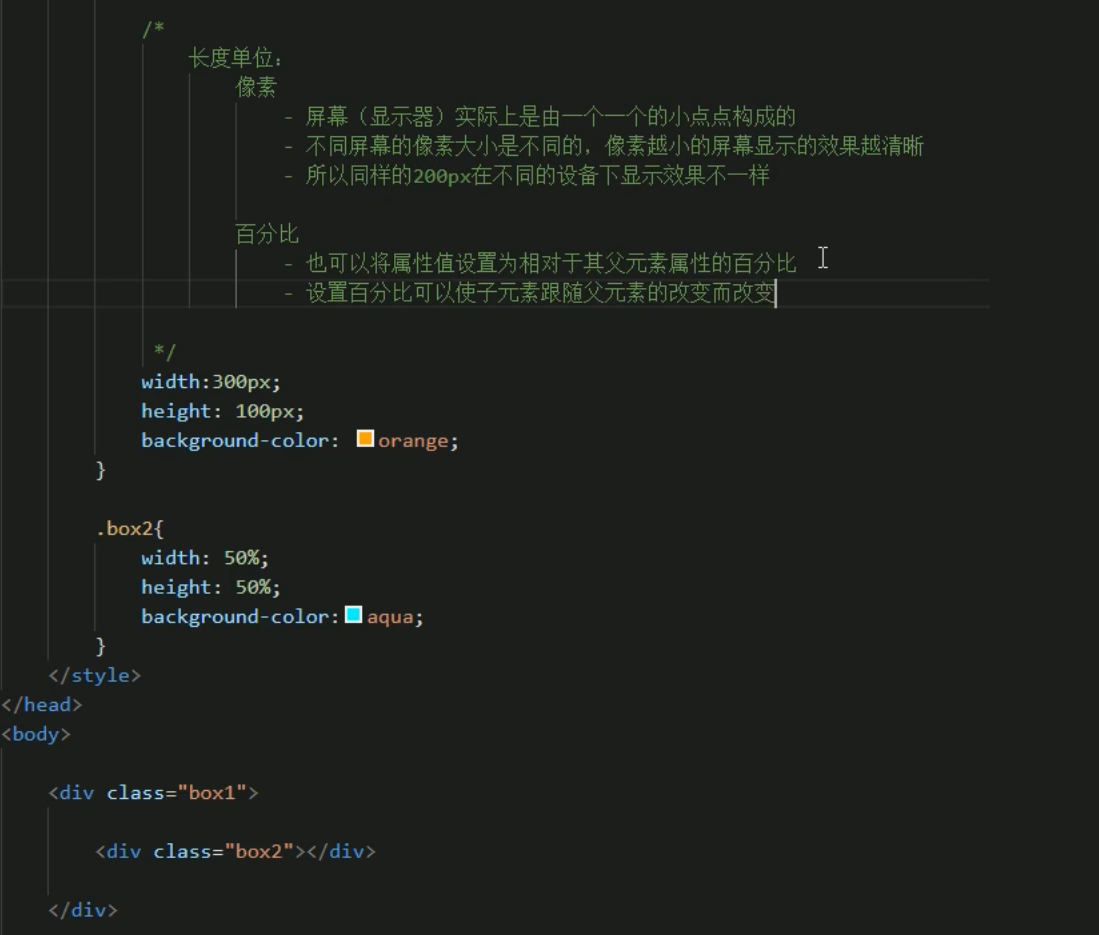 /*
长度单位：
像素
- 屏幕（显示器）实际上是由一个一个的小点点构成的
- 不同屏幕的像素大小是不同的，像素越小的屏幕显示的效果越清晰
- 所以同样的200px在不同的设备下显示效果不一样
百分比
- 也可以将属性值设置为相对于其父元素属性的百分比
- 设置百分比可以使子元素跟随父元素的改变而改变
*/
width:300px;
height: 100px;
background-color: orange;
}
.box2{
width: 50%;
height: 50%;
background-color: aqua;
}
</style>
</head>
<body>
<div class="box1">
<div class="box2"></div>
</div>